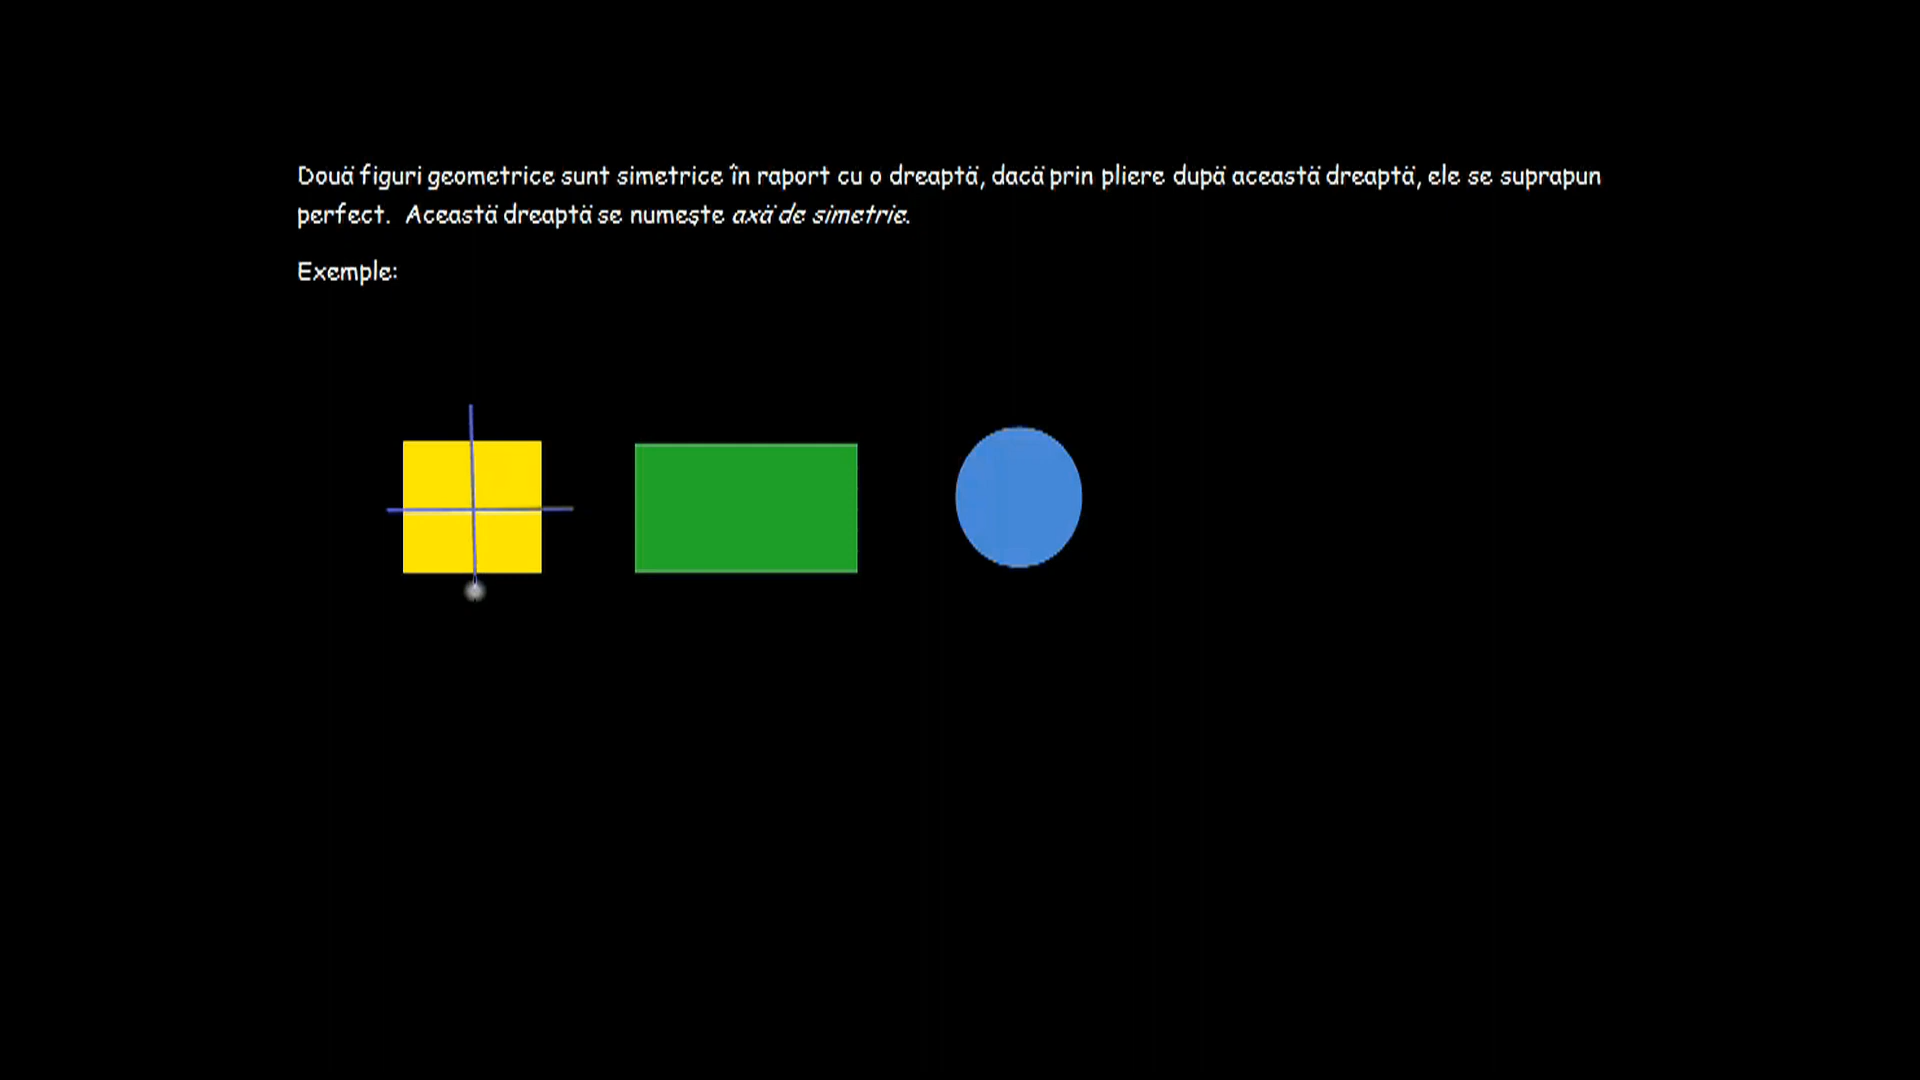 Două figuri geometrice sunt simetrice în raport cu o dreaptă, dacă prin pliere după această dreaptă, ele se suprapun
perfect. Această dreaptă se numește axă de simetrie.
Exemple: